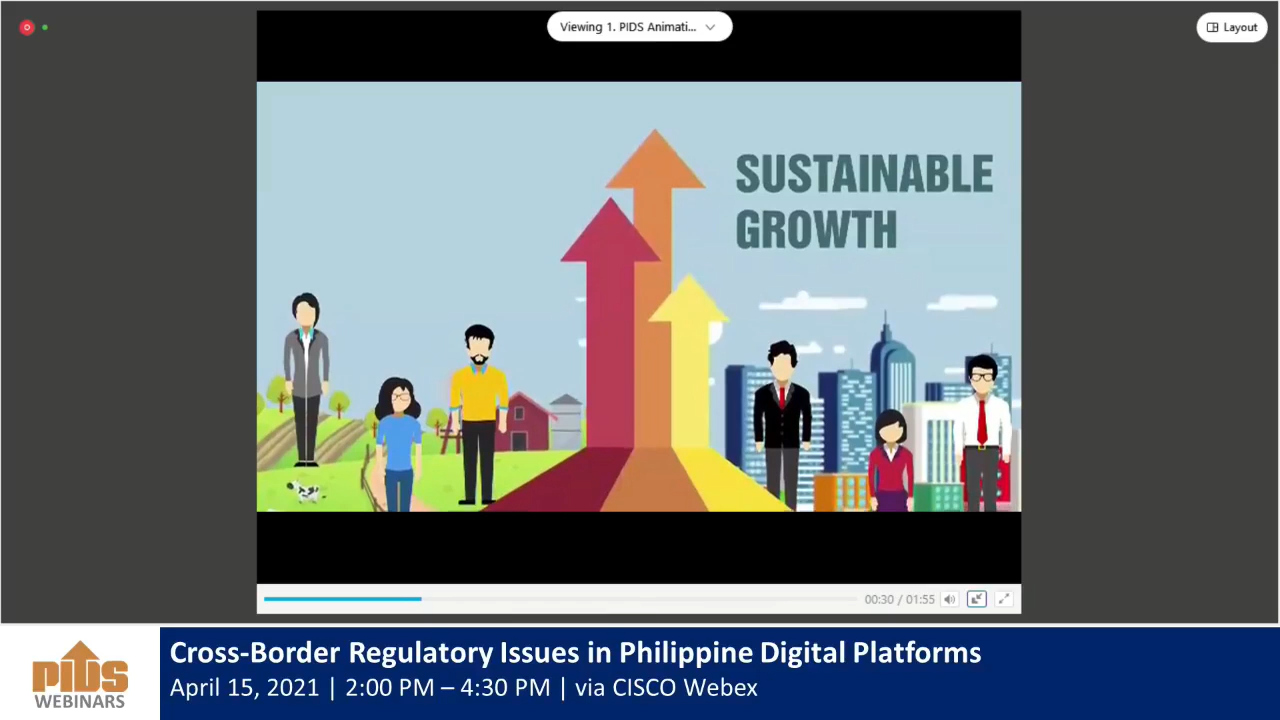 Viewing 1. PIDS Animati...
Layout
SUSTAINABLE
GROWTH
00:30 / 01:55
PIDS
WEBINARS
Cross-Border Regulatory Issues in Philippine Digital Platforms
April 15, 2021 | 2:00 PM – 4:30 PM | via CISCO Webex